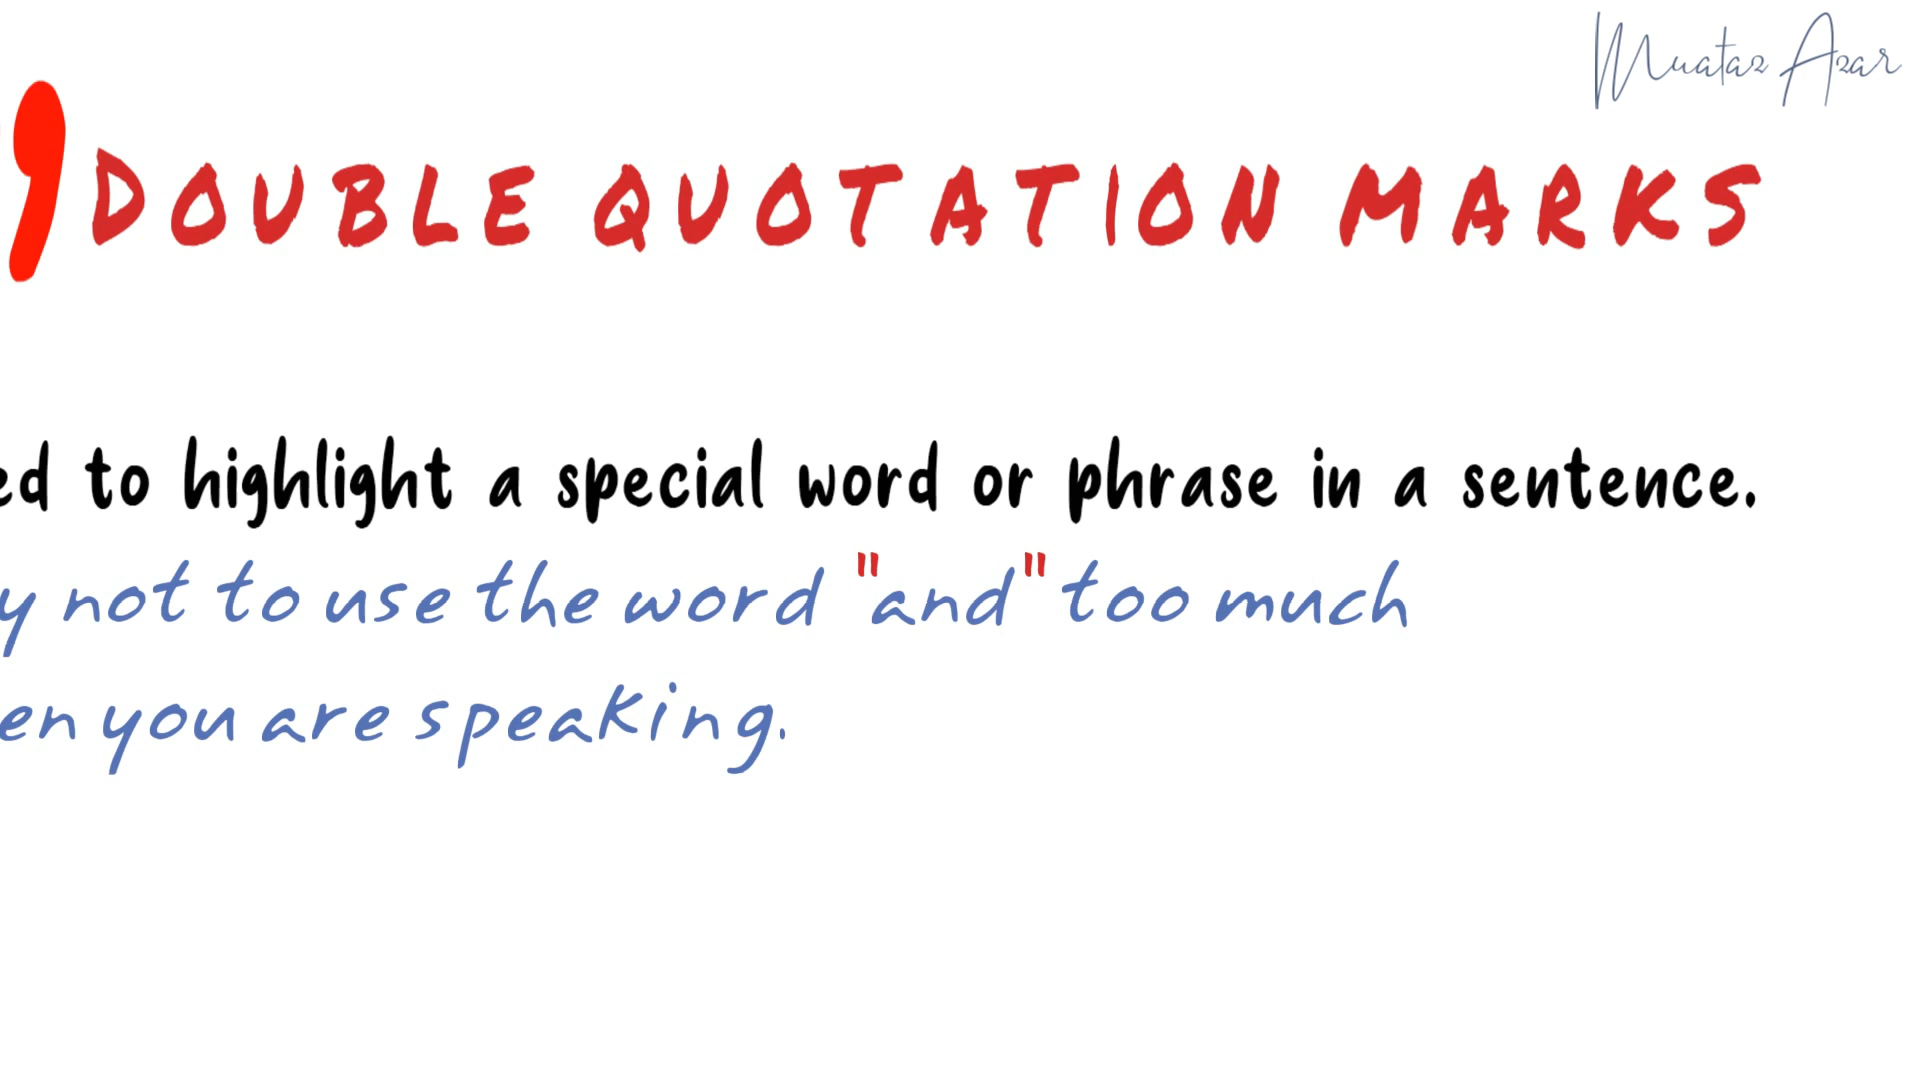 Muataz Azar
DOUBLE QUOTATION MARKS
ed to highlight a special word or phrase in a sentence.
y not to use the word "and" too much
en you are speaking.